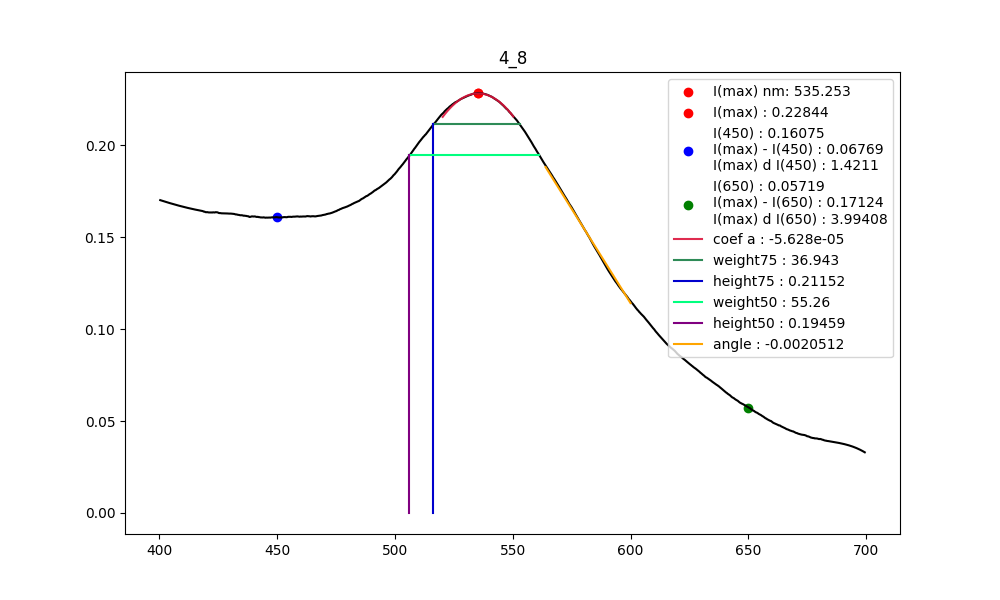 4_8
I(max) nm: 535.253
I(max) : 0.22844
I(450) : 0.16075
I(max) - I(450) : 0.06769
I(max) d I(450) : 1.4211
I(650) : 0.05719
I(max) - I(650) : 0.17124
I(max) d I(650) : 3.99408
coef a : -5.628e-05
weight75 : 36.943
height75 : 0.21152
weight50 : 55.26
height50 : 0.19459
angle : -0.0020512
0.20
0.15
0.10
0.05
0.00
400 450 500 550 600 650 700